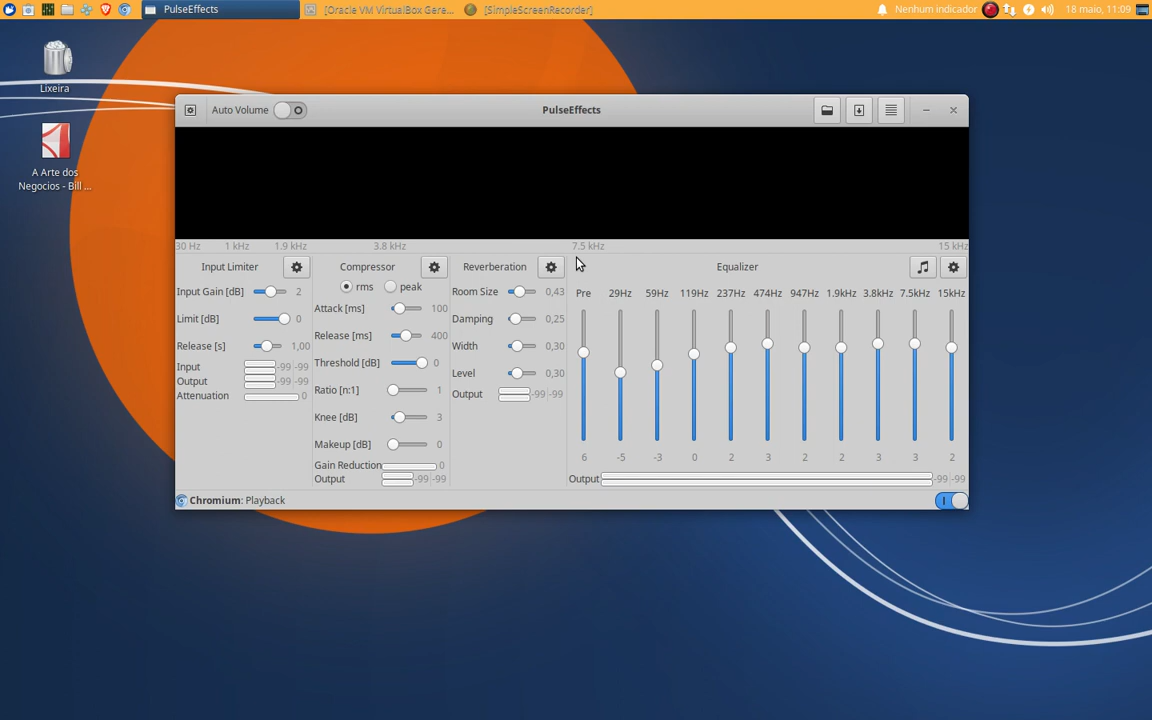 PulseEffects
[Oracle VM VirtualBox Gere...
[SimpleScreenRecorder]
Nenhum indicador
18 maio, 11:09
Lixeira
A Arte dos
Negocios - Bill ...
Auto Volume
PulseEffects
30 Hz 1 kHz 1.9 kHz 3.8 kHz 7.5 kHz 15 kHz
Input Limiter
Input Gain [dB] 2
Limit [dB] 0
Release [s] 1,00
Input -99 -99
Output -99 -99
Attenuation 0
Compressor
rms peak
Attack [ms] 100
Release [ms] 400
Threshold [dB] 0
Ratio [n:1] 1
Knee [dB] 3
Makeup [dB] 0
Gain Reduction 0
Output -99 -99
Reverberation
Room Size 0,43
Damping 0,25
Width 0,30
Level 0,30
Output -99 -99
Equalizer
Pre 29Hz 59Hz 119Hz 237Hz 474Hz 947Hz 1.9kHz 3.8kHz 7.5kHz 15kHz
6 -5 -3 0 2 3 2 2 3 3 2
Output -99 -99
Chromium: Playback